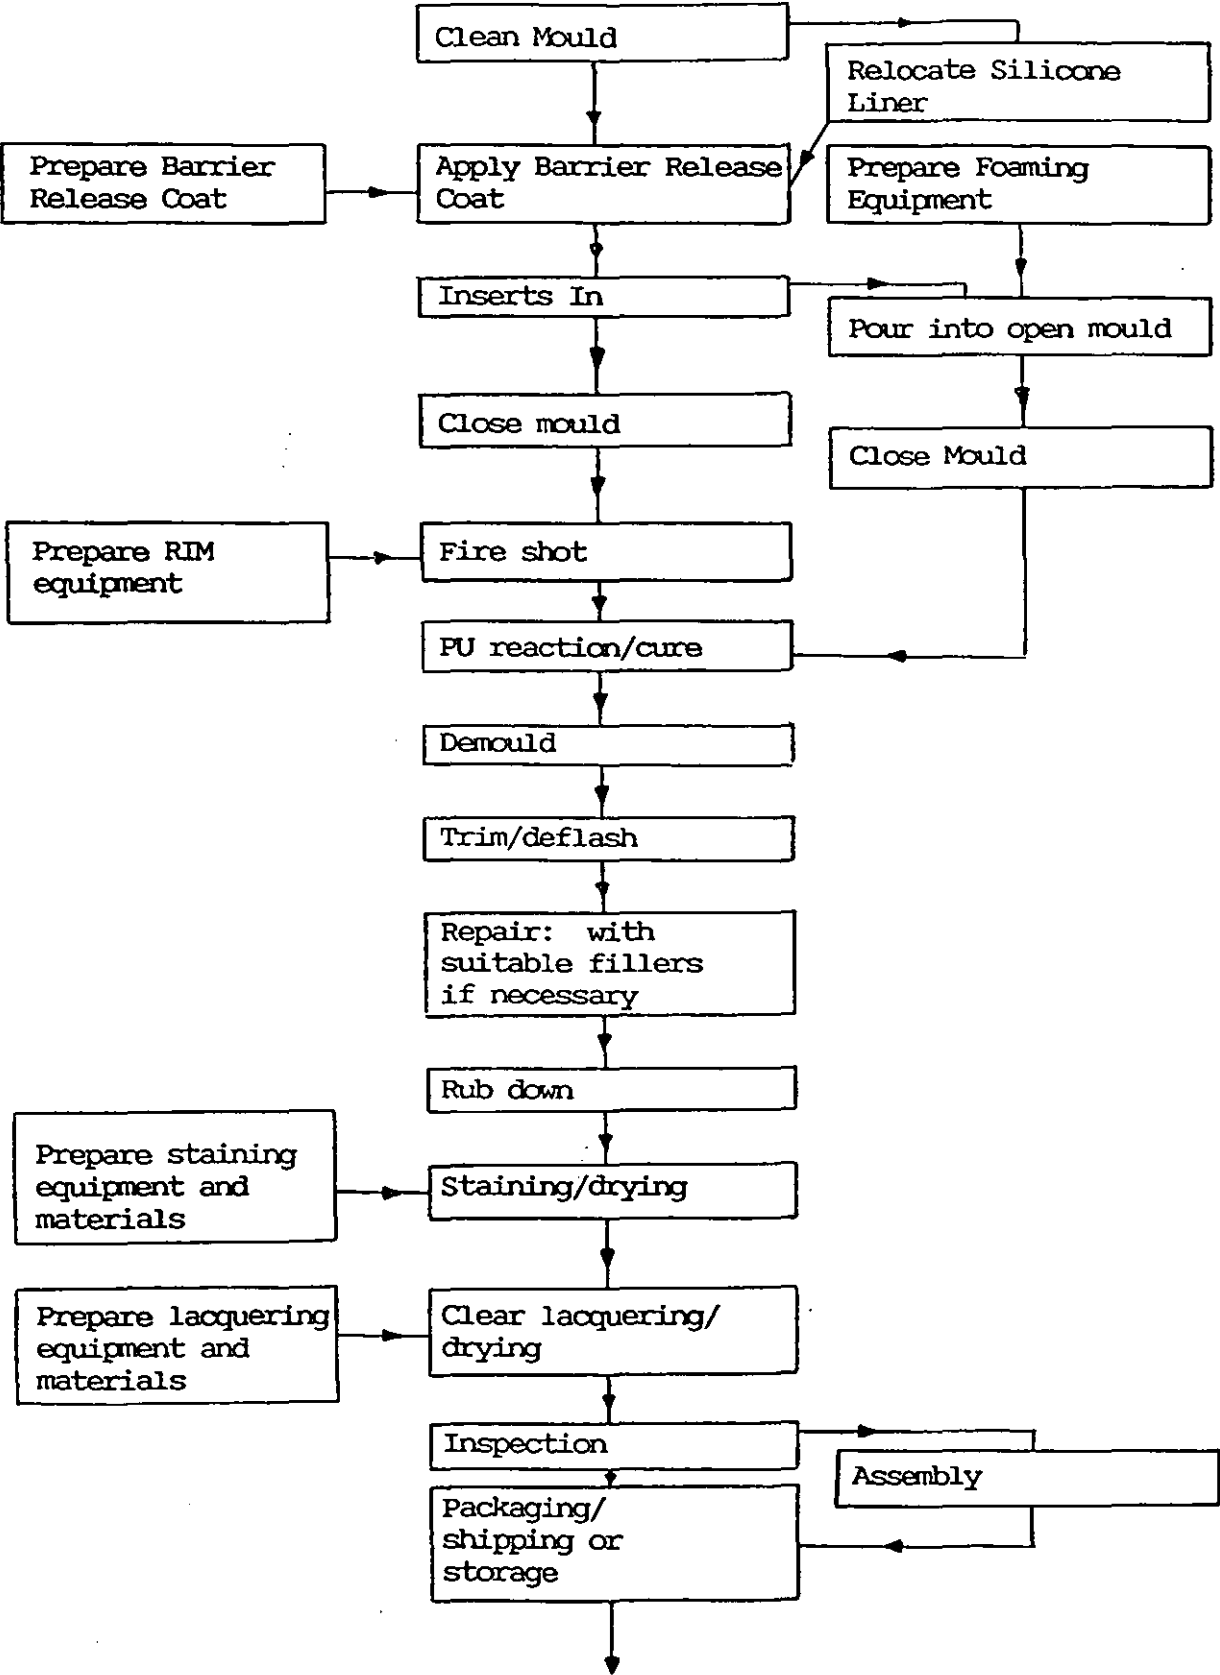 Clean Mould
Relocate Silicone
Liner
Prepare Barrier
Release Coat
Apply Barrier Release
Coat
Prepare Foaming
Equipment
Inserts In
Pour into open mould
Close mould
Close Mould
Prepare RIM
equipment
Fire shot
PU reaction/cure
Demould
Trim/deflash
Repair: with
suitable fillers
if necessary
Rub down
Prepare staining
equipment and
materials
Staining/drying
Prepare lacquering
equipment and
materials
Clear lacquering/
drying
Inspection
Assembly
Packaging/
shipping or
storage